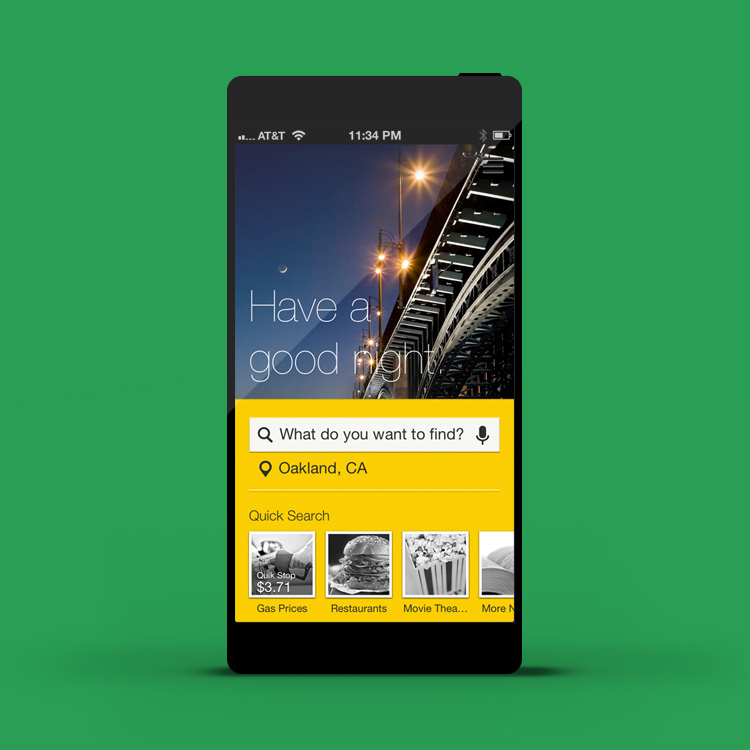 AT&T 11:34 PM
Have a
good night.
What do you want to find?
Oakland, CA
Quick Search
Quik Stop
$3.71
Gas Prices Restaurants Movie Thea... More N